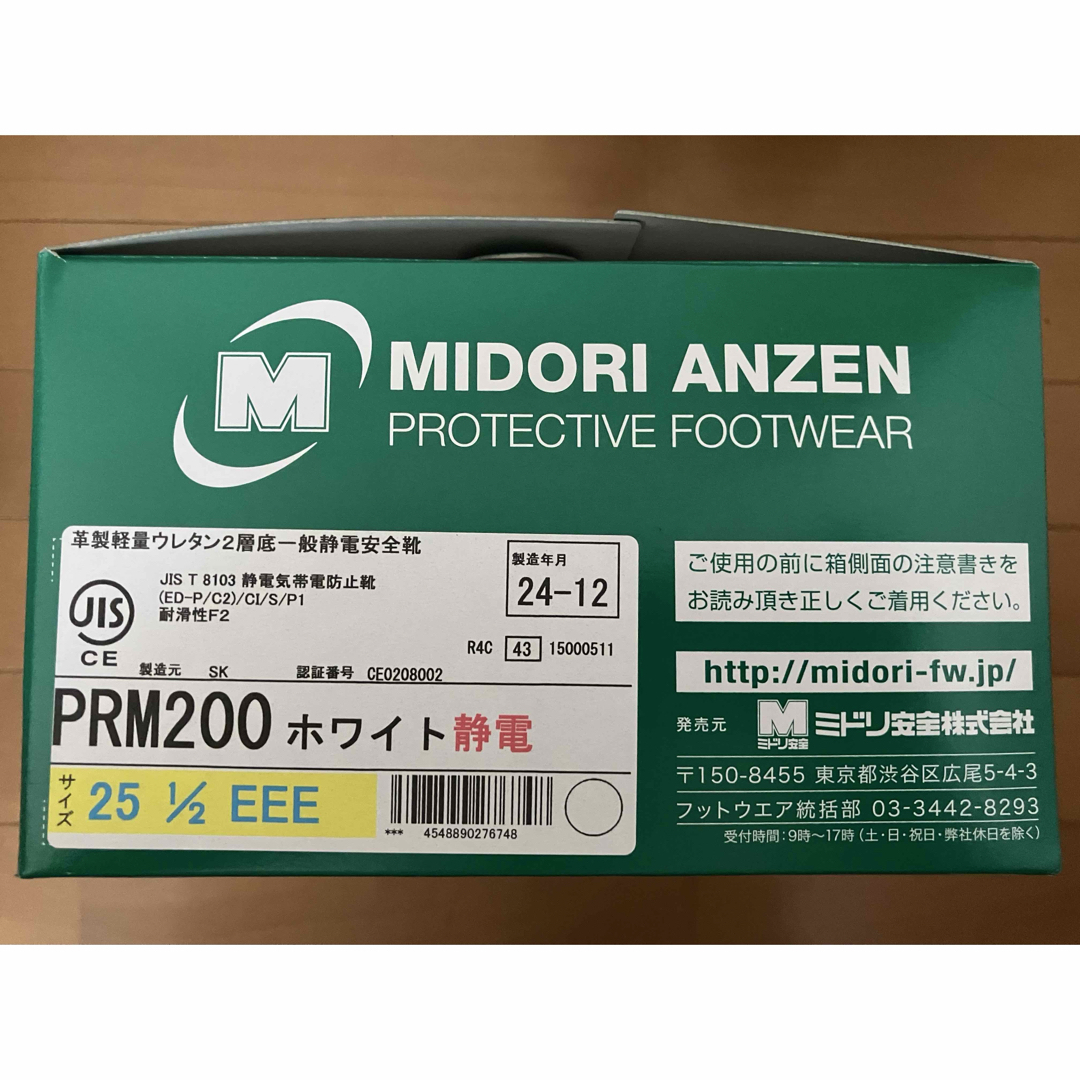 M
MIDORI ANZEN
PROTECTIVE FOOTWEAR
革製軽量ウレタン2層底一般静電安全靴
JIS
CE
JIS T 8103 静電気帯電防止靴
(ED-P/C2)/CI/S/P1
耐滑性F2
製造年月
24-12
R4C 43 15000511
製造元 SK 認証番号 CE0208002
PRM200 ホワイト静電
サイズ
25 ½ EEE
*** 4548890276748
ご使用の前に箱側面の注意書きを
お読み頂き正しくご着用ください。
http://midori-fw.jp/
発売元 M ミドリ安全 ミドリ安全株式会社
〒150-8455 東京都渋谷区広尾5-4-3
フットウエア統括部 03-3442-8293
受付時間:9時～17時(土・日・祝日・弊社休日を除く)